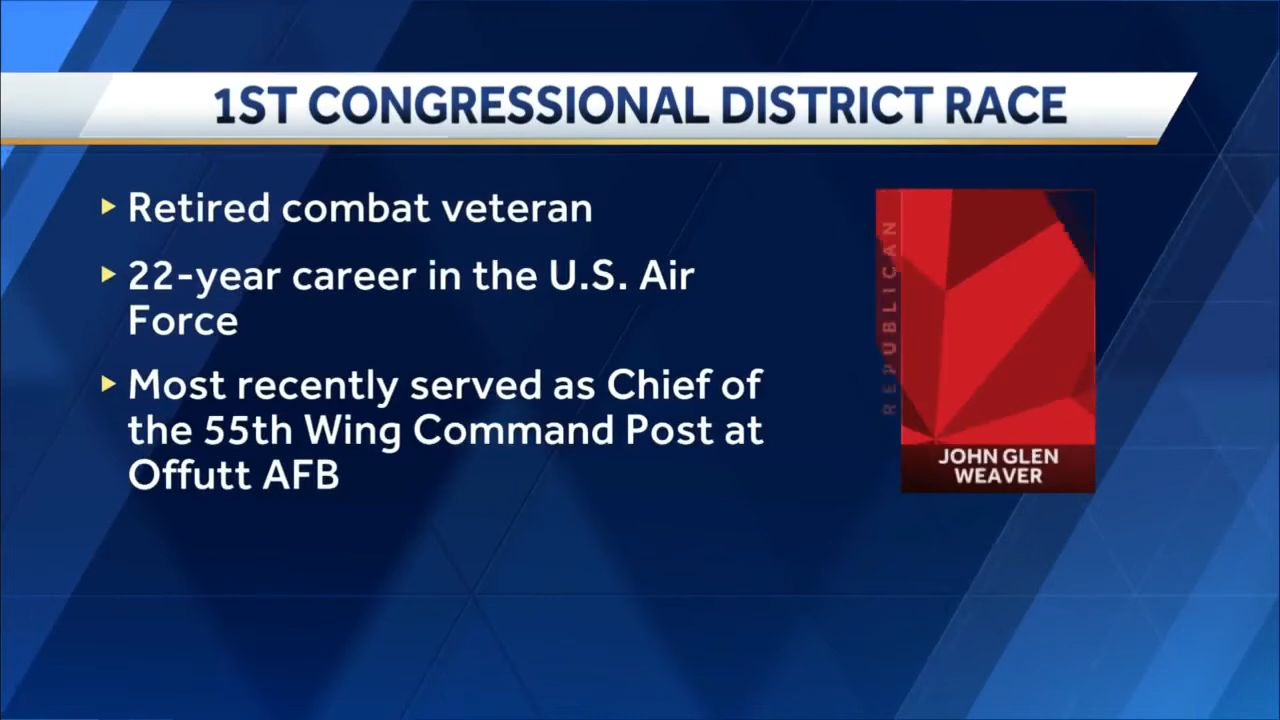 1ST CONGRESSIONAL DISTRICT RACE
Retired combat veteran
22-year career in the U.S. Air
Force
Most recently served as Chief of
the 55th Wing Command Post at
Offutt AFB
REPUBLICAN
JOHN GLEN
WEAVER